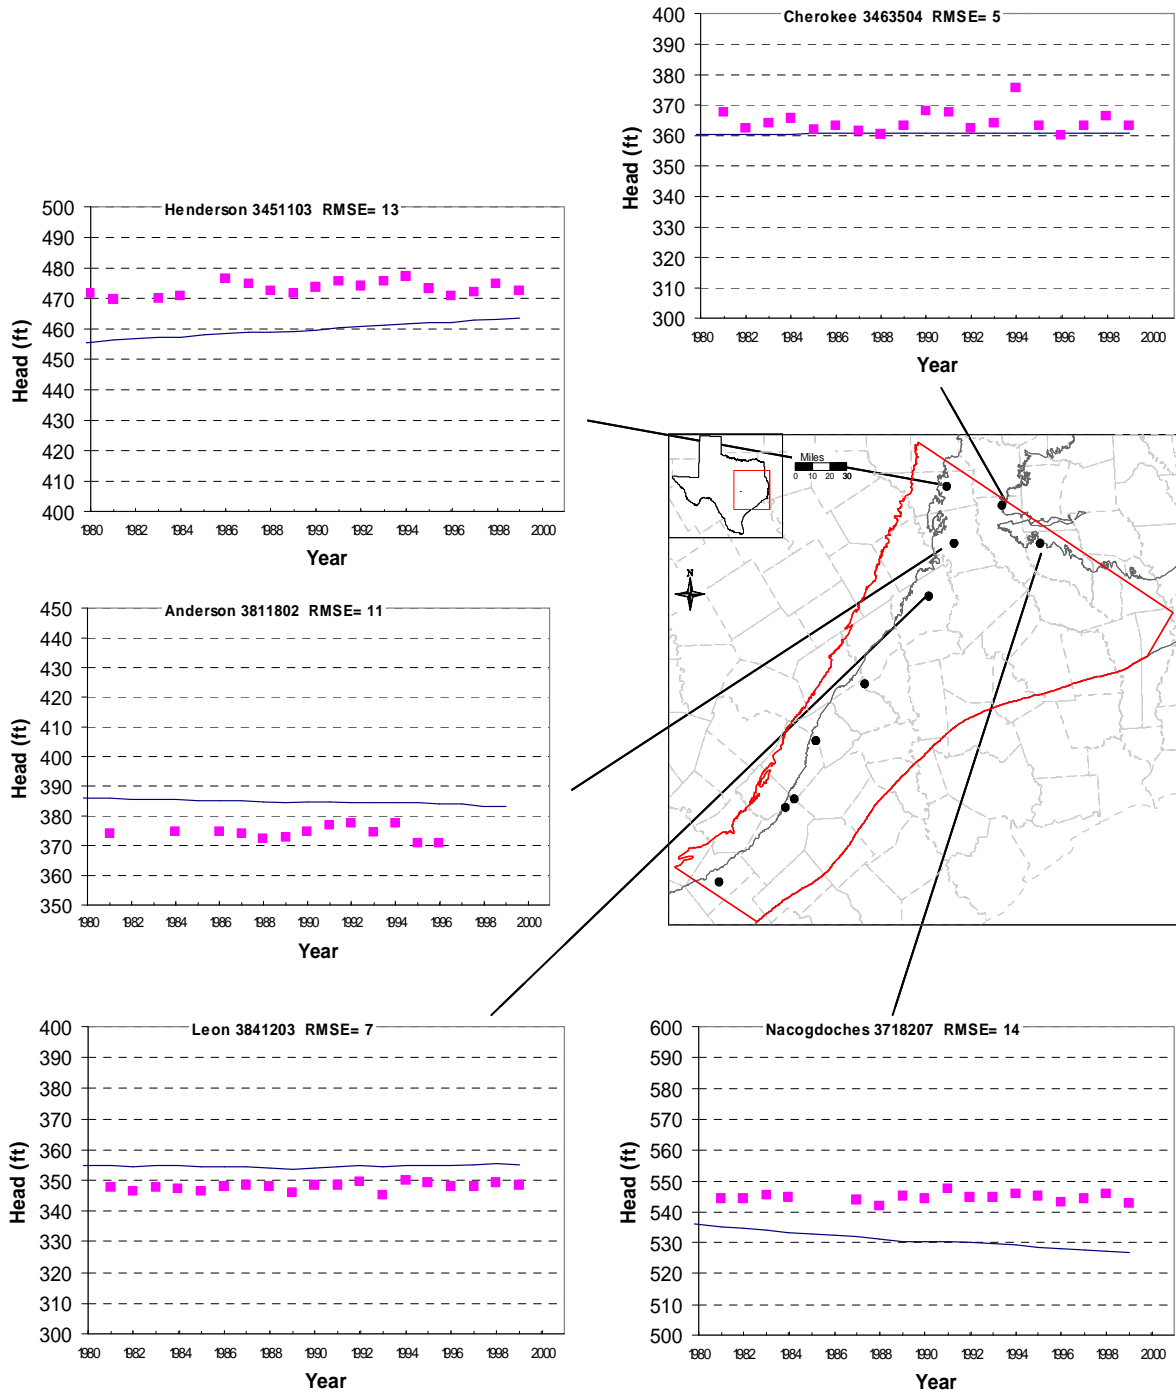 Cherokee 3463504 RMSE= 5
400
390
380
370
360
350
340
330
320
310
300
Head (ft)
1980 1982 1984 1986 1988 1990 1992 1994 1996 1998 2000
Year
Henderson 3451103 RMSE= 13
500
490
480
470
460
450
440
430
420
410
400
Head (ft)
1980 1982 1984 1986 1988 1990 1992 1994 1996 1998 2000
Year
Miles
0 10 20 30
N
Anderson 3811802 RMSE= 11
450
440
430
420
410
400
390
380
370
360
350
Head (ft)
1980 1982 1984 1986 1988 1990 1992 1994 1996 1998 2000
Year
Leon 3841203 RMSE= 7
400
390
380
370
360
350
340
330
320
310
300
Head (ft)
1980 1982 1984 1986 1988 1990 1992 1994 1996 1998 2000
Year
Nacogdoches 3718207 RMSE= 14
600
590
580
570
560
550
540
530
520
510
500
Head (ft)
1980 1982 1984 1986 1988 1990 1992 1994 1996 1998 2000
Year